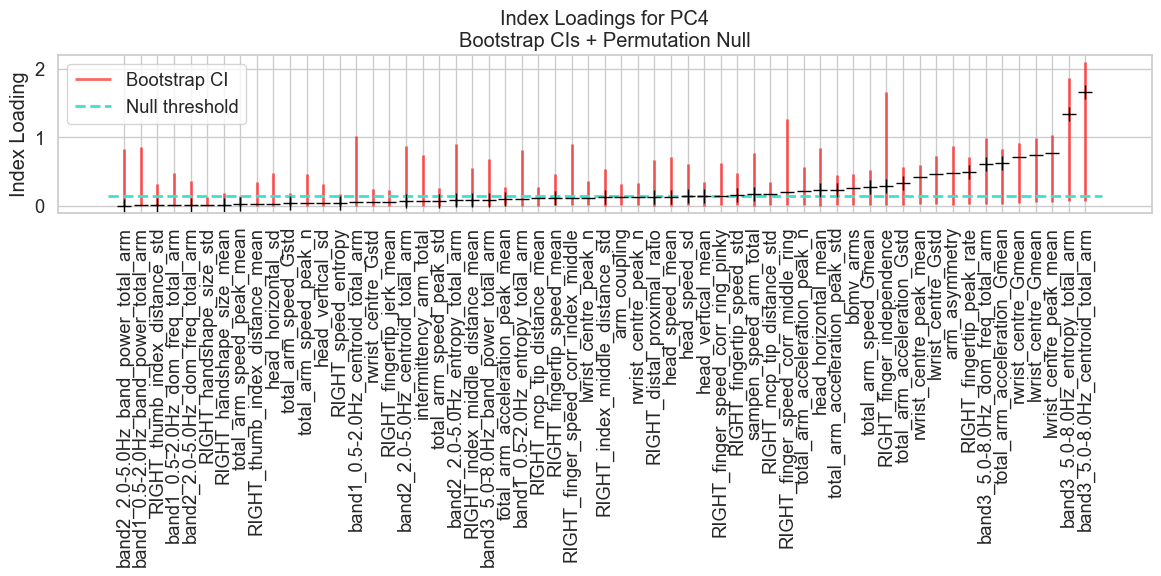 Index Loadings for PC4
Bootstrap CIs + Permutation Null
Index Loading
2
1
0
Bootstrap CI
Null threshold
band2_2.0-5.0Hz_band_power_total_arm
band1_0.5-2.0Hz_band_power_total_arm
RIGHT_thumb_index_distance_std
band1_0.5-2.0Hz_dom_freq_total_arm
band2_2.0-5.0Hz_dom_freq_total_arm
RIGHT_handshape_size_std
RIGHT_handshape_size_mean
total_arm_speed_peak_mean
RIGHT_thumb_index_distance_mean
head_horizontal_sd
total_arm_speed_Gstd
total_arm_speed_peak_n
head_vertical_sd
RIGHT_speed_entropy
band1_0.5-2.0Hz_centroid_total_arm
rwrist_centre_Gstd
RIGHT_fingertip_jerk_mean
band2_2.0-5.0Hz_centroid_total_arm
intermittency_arm_total
total_arm_speed_peak_std
band2_2.0-5.0Hz_entropy_total_arm
RIGHT_index_middle_distance_mean
band3_5.0-8.0Hz_band_power_total_arm
total_arm_acceleration_peak_mean
band1_0.5-2.0Hz_entropy_total_arm
RIGHT_mcp_tip_distance_mean
RIGHT_fingertip_speed_mean
RIGHT_finger_speed_corr_index_middle
lwrist_centre_peak_n
RIGHT_index_middle_distance_std
arm_coupling
rwrist_centre_peak_n
RIGHT_distal_proximal_ratio
head_speed_mean
head_speed_sd
head_vertical_mean
RIGHT_finger_speed_corr_ring_pinky
RIGHT_fingertip_speed_std
sampen_speed_arm_total
RIGHT_mcp_tip_distance_std
RIGHT_finger_speed_corr_middle_ring
total_arm_acceleration_peak_n
head_horizontal_mean
total_arm_acceleration_peak_std
bbmv_arms
total_arm_speed_Gmean
RIGHT_finger_independence
total_arm_acceleration_Gstd
rwrist_centre_peak_mean
lwrist_centre_Gstd
arm_asymmetry
RIGHT_fingertip_peak_rate
band3_5.0-8.0Hz_dom_freq_total_arm
total_arm_acceleration_Gmean
rwrist_centre_Gmean
lwrist_centre_Gmean
lwrist_centre_peak_mean
band3_5.0-8.0Hz_entropy_total_arm
band3_5.0-8.0Hz_centroid_total_arm